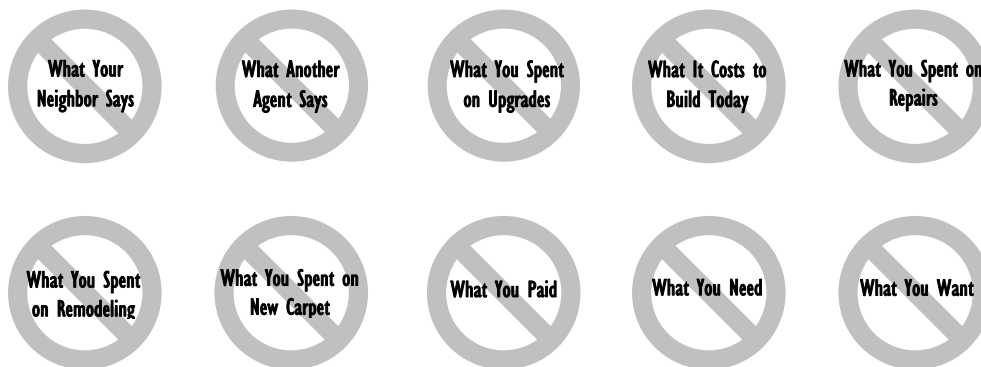 What Your
Neighbor Says
What Another
Agent Says
What You Spent
on Upgrades
What It Costs to
Build Today
What You Spent on
Repairs
What You Spent
on Remodeling
What You Spent on
New Carpet
What You Paid
What You Need
What You Want